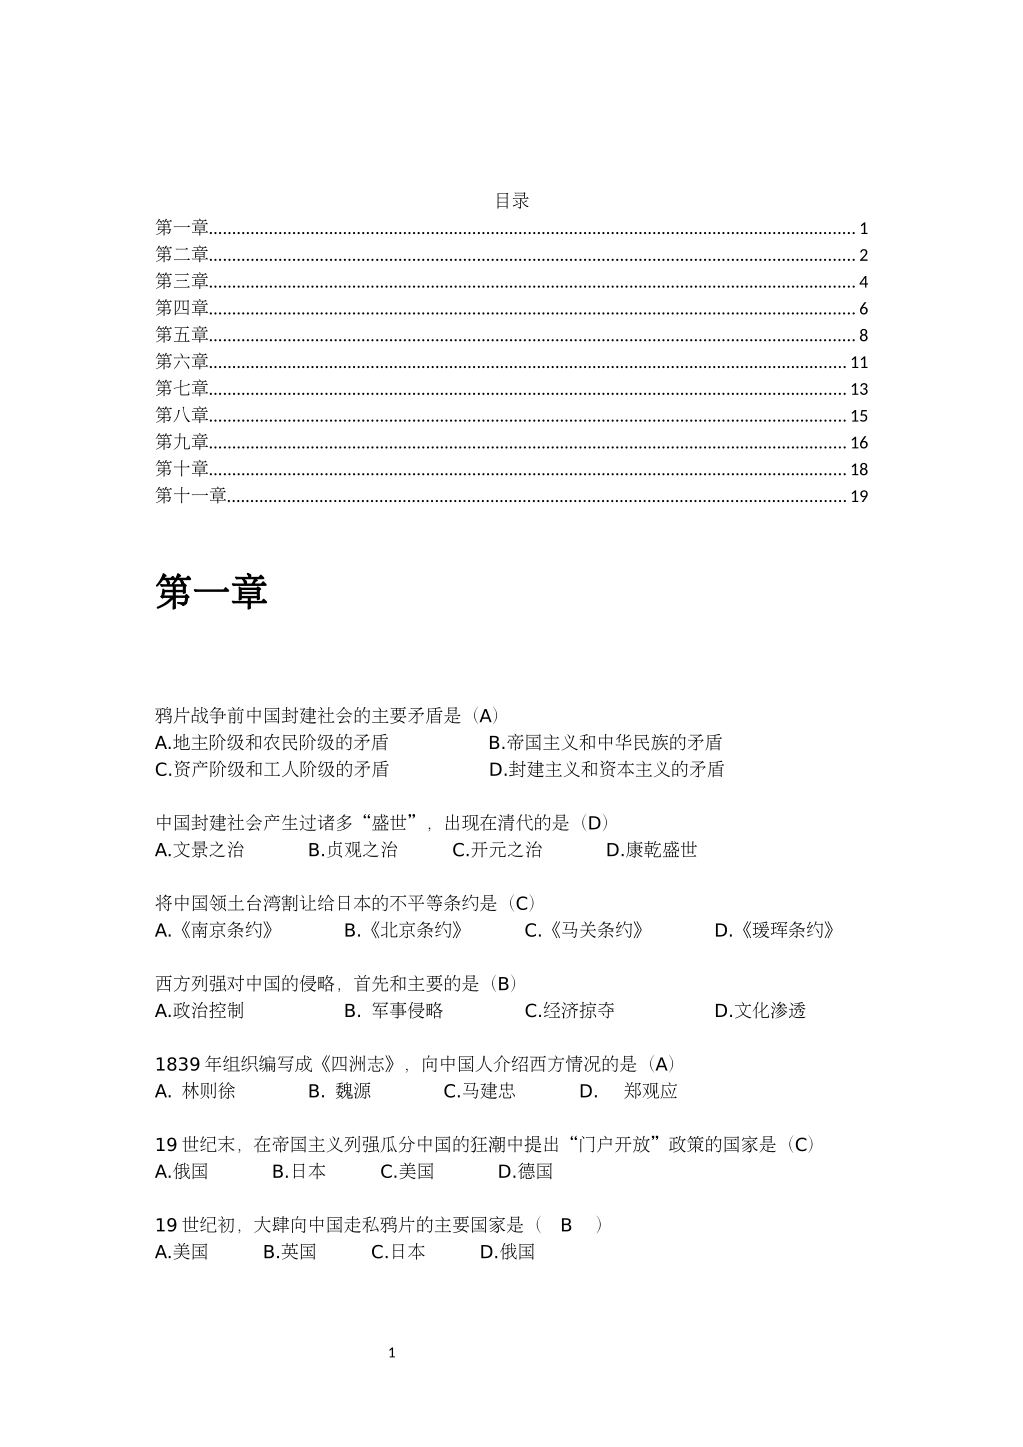 目录
第一章........................................ 1
第二章........................................ 2
第三章........................................ 4
第四章........................................ 6
第五章........................................ 8
第六章........................................ 11
第七章........................................ 13
第八章........................................ 15
第九章........................................ 16
第十章........................................ 18
第十一章........................................ 19
第一章
鸦片战争前中国封建社会的主要矛盾是（A）
A.地主阶级和农民阶级的矛盾 B.帝国主义和中华民族的矛盾
C.资产阶级和工人阶级的矛盾 D.封建主义和资本主义的矛盾
中国封建社会产生过诸多“盛世”，出现在清代的是（D）
A.文景之治 B.贞观之治 C.开元之治 D.康乾盛世
将中国领土台湾割让给日本的不平等条约是（C）
A.《南京条约》 B.《北京条约》 C.《马关条约》 D.《瑷珲条约》
西方列强对中国的侵略，首先和主要的是（B）
A.政治控制 B. 军事侵略 C.经济掠夺 D.文化渗透
1839 年组织编写成《四洲志》，向中国人介绍西方情况的是（A）
A. 林则徐 B. 魏源 C.马建忠 D. 郑观应
19 世纪末，在帝国主义列强瓜分中国的狂潮中提出“门户开放”政策的国家是（C）
A.俄国 B.日本 C.美国 D.德国
19 世纪初，大肆向中国走私鸦片的主要国家是（ B ）
A.美国 B.英国 C.日本 D.俄国
1